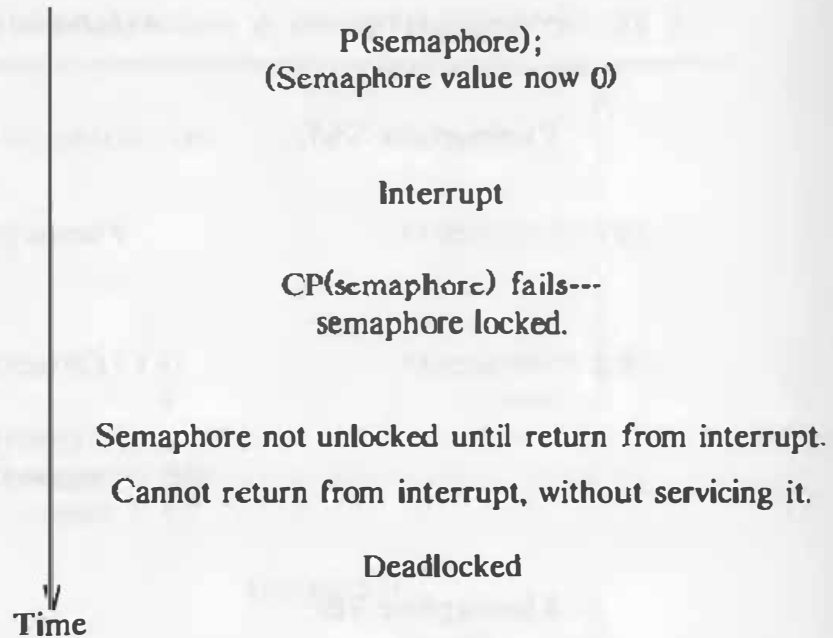 P(semaphore);
(Semaphore value now 0)
Interrupt
CP(semaphore) fails---
semaphore locked.
Semaphore not unlocked until return from interrupt.
Cannot return from interrupt, without servicing it.
Deadlocked
Time